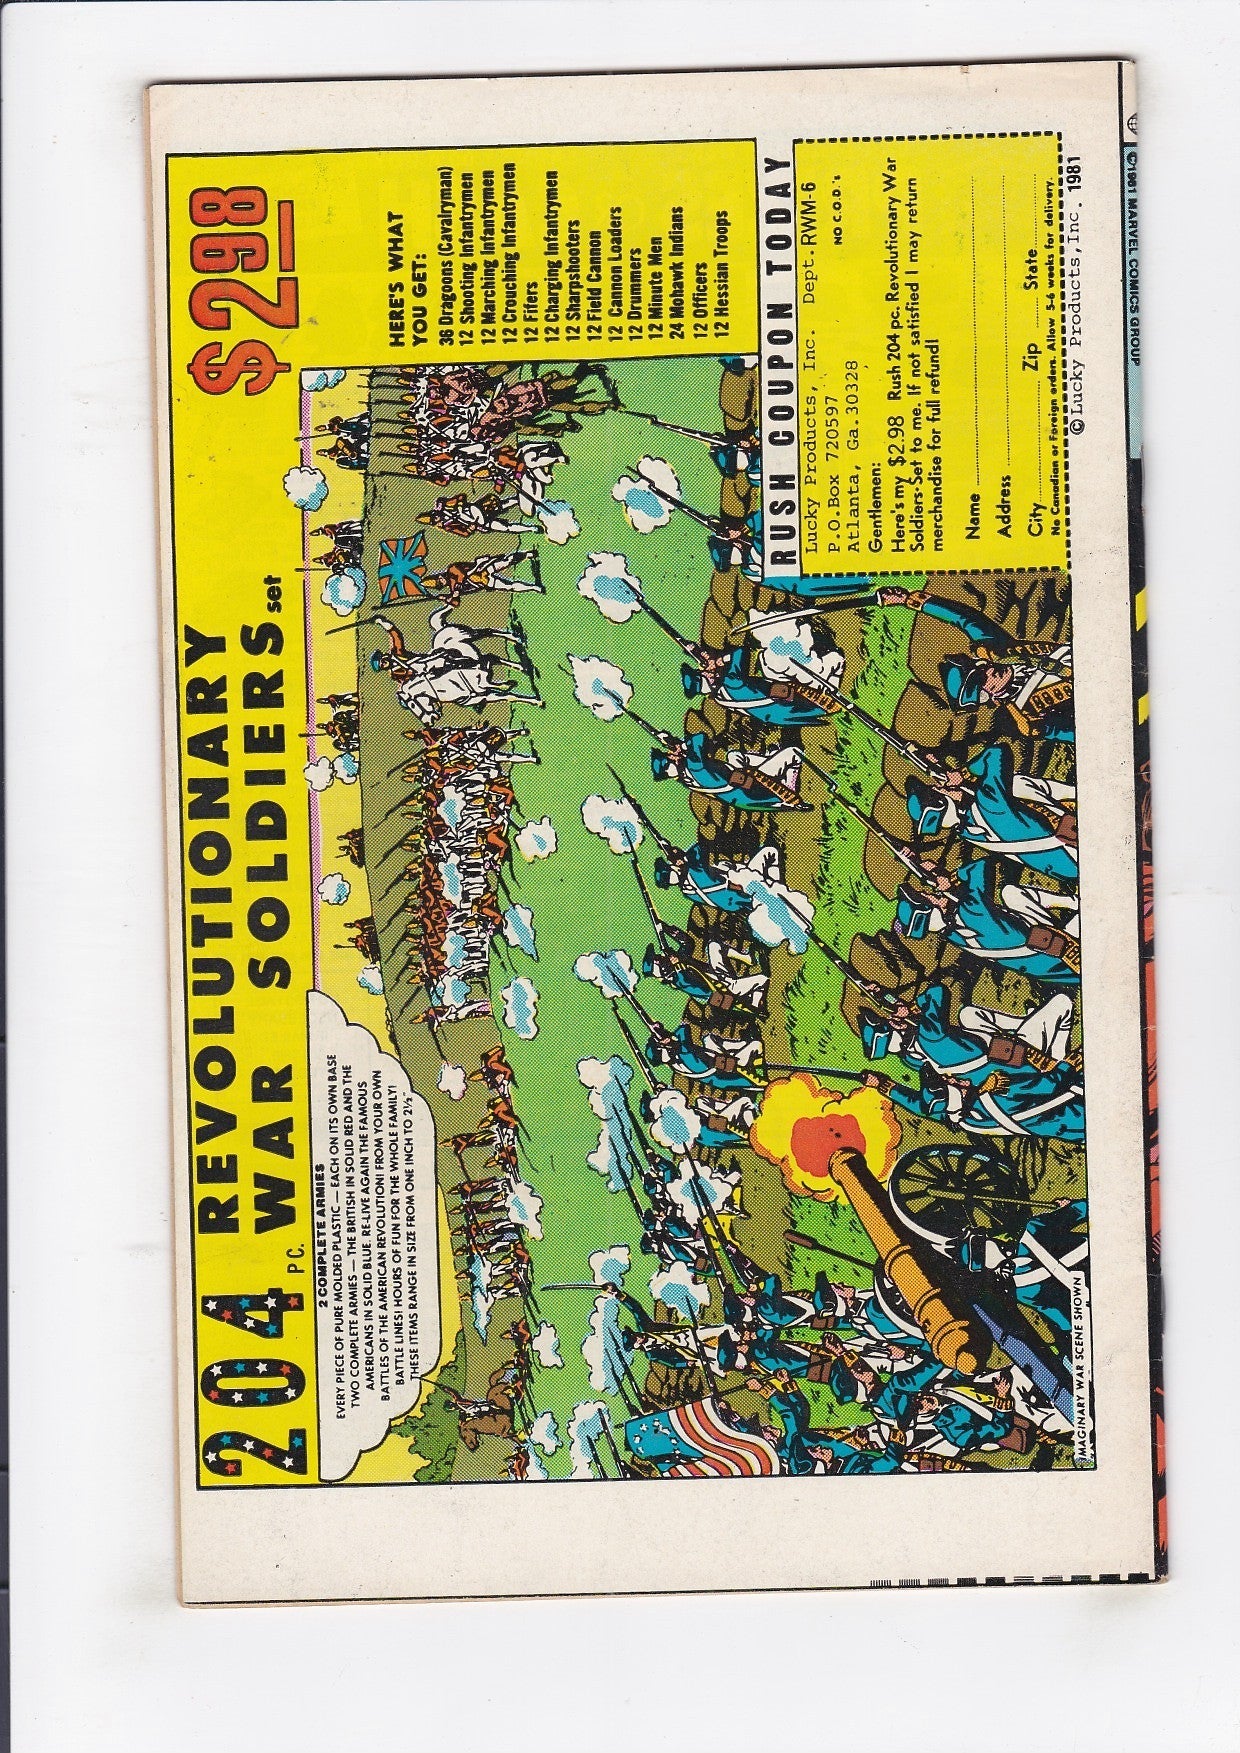 204 PC. REVOLUTIONARY
WAR SOLDIERS set
$2.98
2 COMPLETE ARMIES
EVERY PIECE OF PURE MOLDED PLASTIC — EACH ON ITS OWN BASE
TWO COMPLETE ARMIES — THE BRITISH IN SOLID RED AND THE
AMERICANS IN SOLID BLUE. RE-LIVE AGAIN THE FAMOUS
BATTLES OF THE AMERICAN REVOLUTION! FROM YOUR OWN
BATTLE LINES! HOURS OF FUN FOR THE WHOLE FAMILY!
THESE ITEMS RANGE IN SIZE FROM ONE INCH TO 2½"
HERE'S WHAT
YOU GET:
36 Dragoons (Cavalryman)
12 Shooting Infantrymen
12 Marching Infantrymen
12 Crouching Infantrymen
12 Fifers
12 Charging Infantrymen
12 Sharpshooters
12 Field Cannon
12 Cannon Loaders
12 Drummers
12 Minute Men
24 Mohawk Indians
12 Officers
12 Hessian Troops
RUSH COUPON TODAY
Lucky Products, Inc. Dept. RWM-6
P.O.Box 720597 NO C.O.D.'s
Atlanta, Ga. 30328
Gentlemen:
Here's my $2.98 Rush 204 pc. Revolutionary War
Soldiers Set to me. If not satisfied I may return
merchandise for full refund!
Name
Address
City Zip State
No Canadian or Foreign orders. Allow 5-6 weeks for delivery.
©Lucky Products,Inc. 1981
IMAGINARY WAR SCENE SHOWN
©1981 MARVEL COMICS GROUP